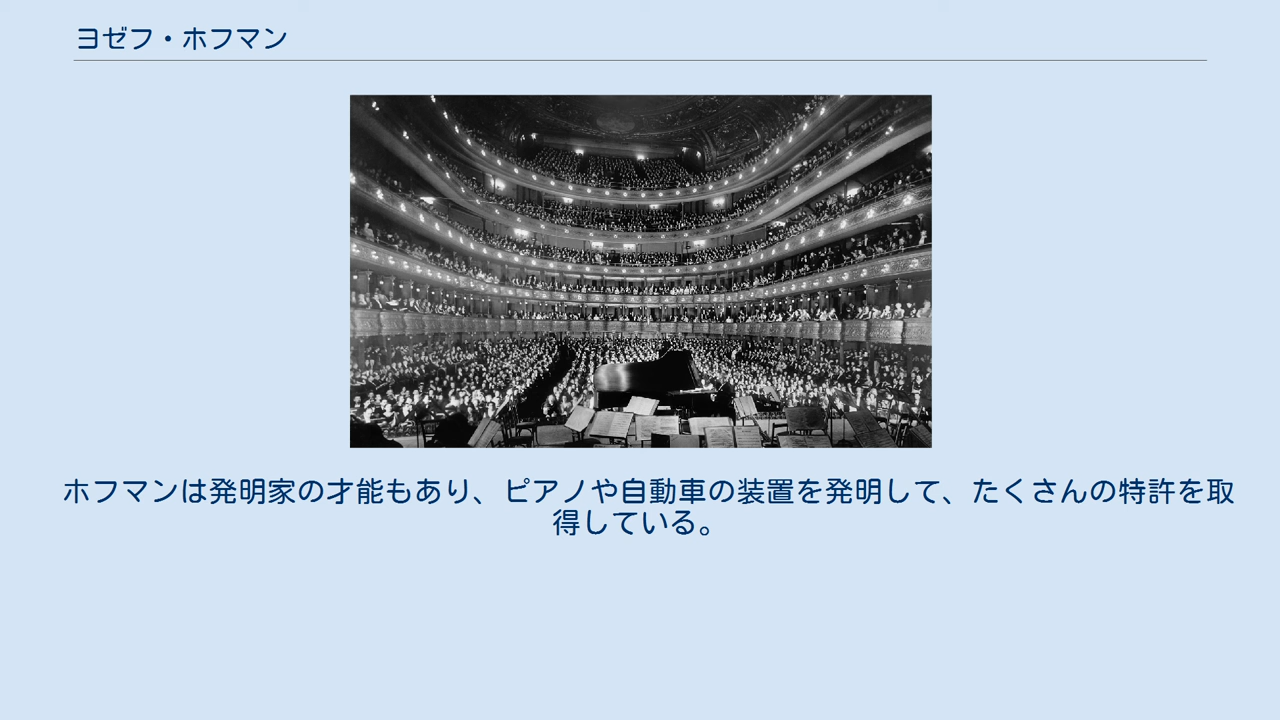 ヨゼフ・ホフマン
ホフマンは発明家の才能もあり、ピアノや自動車の装置を発明して、たくさんの特許を取
得している。